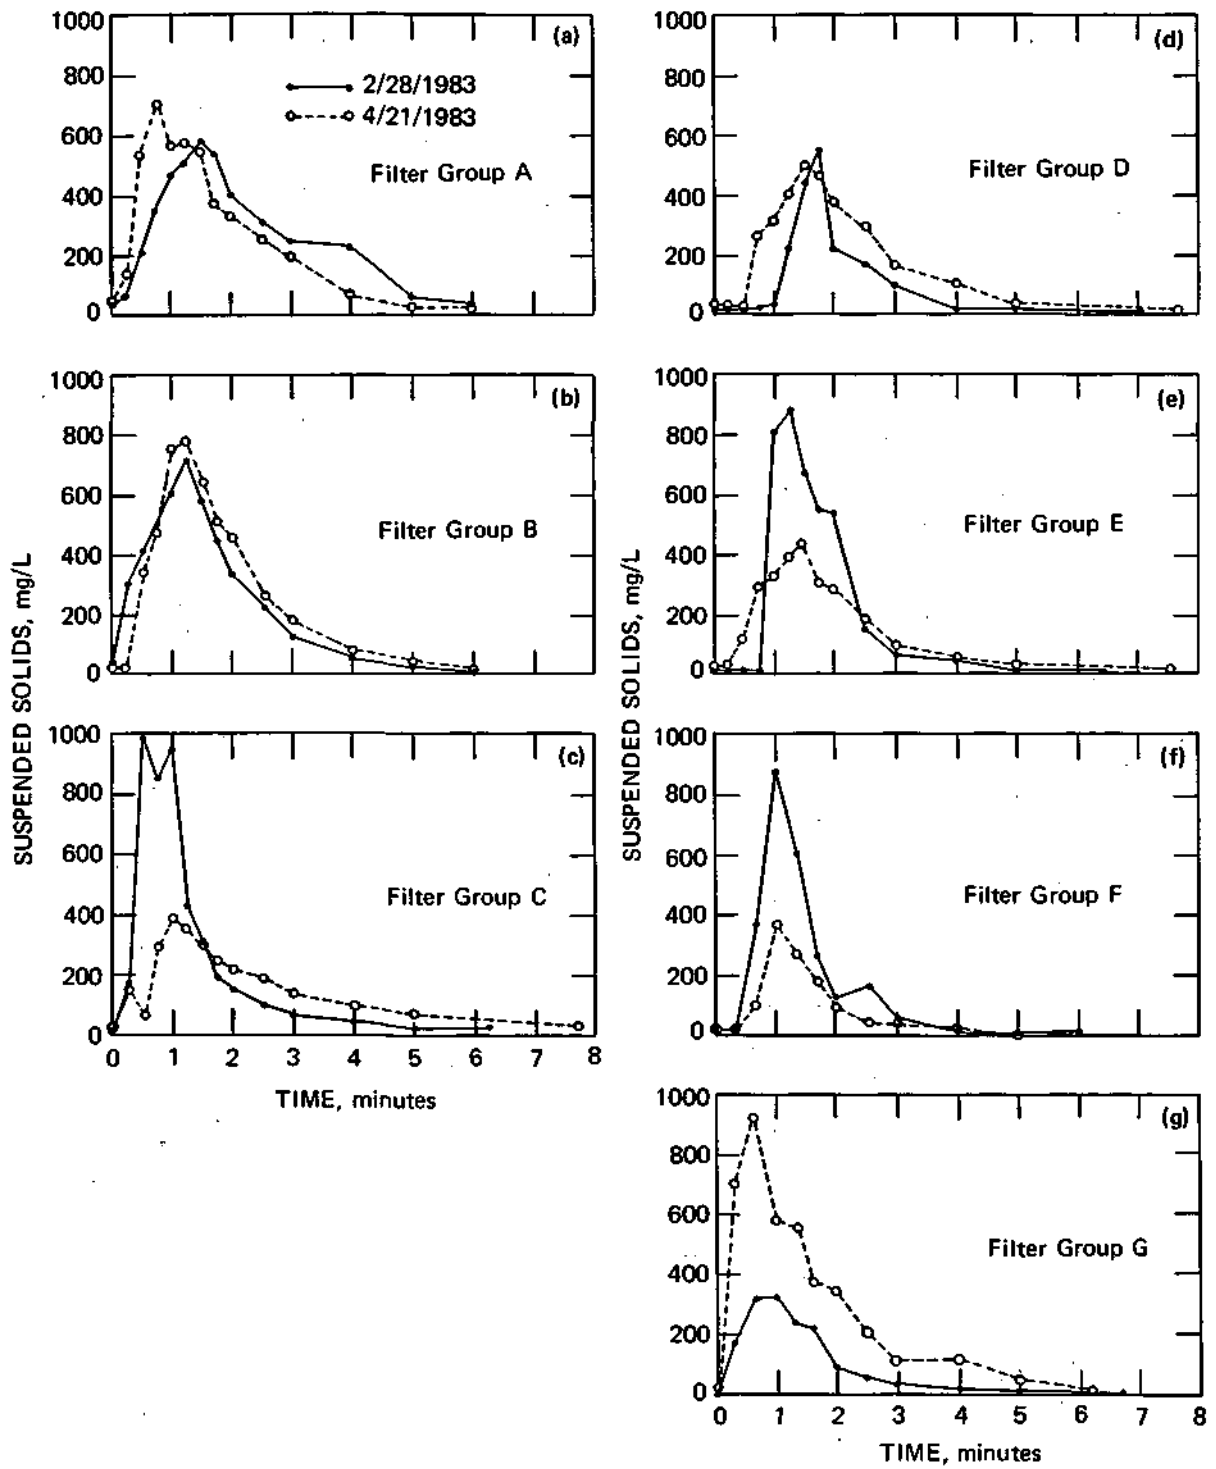 1000
800
600
400
200
0
(a)
2/28/1983
4/21/1983
Filter Group A
1000
800
600
400
200
0
(b)
Filter Group B
1000
800
600
400
200
0
(c)
Filter Group C
0 1 2 3 4 5 6 7 8
TIME, minutes
SUSPENDED SOLIDS, mg/L
1000
800
600
400
200
0
(d)
Filter Group D
1000
800
600
400
200
0
(e)
Filter Group E
1000
800
600
400
200
0
(f)
Filter Group F
1000
800
600
400
200
0
(g)
Filter Group G
0 1 2 3 4 5 6 7 8
TIME, minutes
SUSPENDED SOLIDS, mg/L